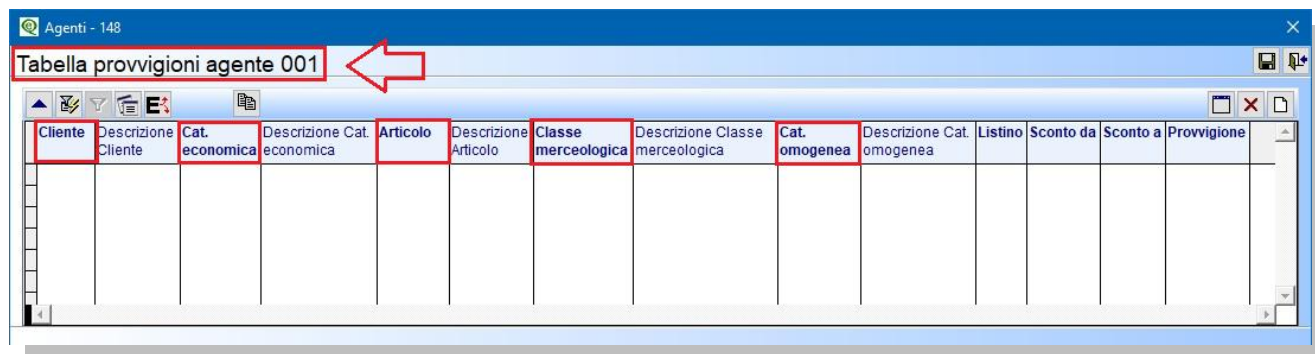 Agenti - 148
Tabella provvigioni agente 001
Cliente Descrizione Cliente Cat. economica Descrizione Cat. economica Articolo Descrizione Articolo Classe merceologica Descrizione Classe merceologica Cat. omogenea Descrizione Cat. omogenea Listino Sconto da Sconto a Provvigione